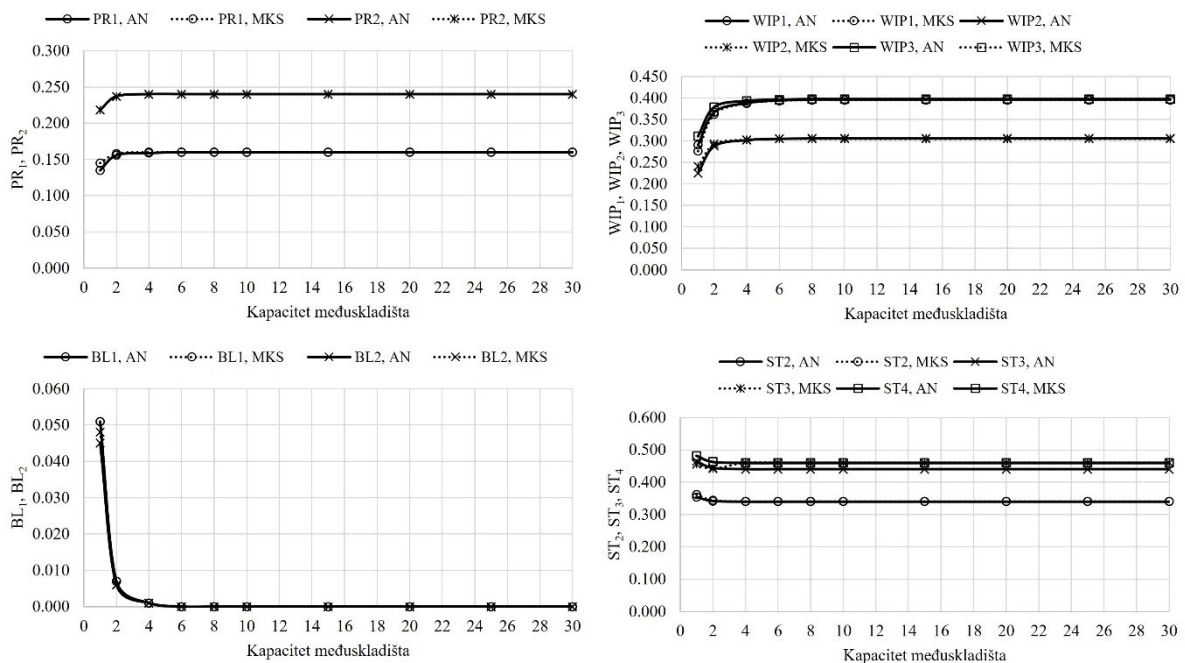 PR1, AN PR1, MKS PR2, AN PR2, MKS
0.300
0.250
0.200
0.150
0.100
0.050
0.000
PR₁, PR₂
0 2 4 6 8 10 12 14 16 18 20 22 24 26 28 30
Kapacitet međuskladišta
WIP1, AN WIP1, MKS WIP2, AN
WIP2, MKS WIP3, AN WIP3, MKS
0.450
0.400
0.350
0.300
0.250
0.200
0.150
0.100
0.050
0.000
WIP₁, WIP₂, WIP₃
0 2 4 6 8 10 12 14 16 18 20 22 24 26 28 30
Kapacitet međuskladišta
BL1, AN BL1, MKS BL2, AN BL2, MKS
0.060
0.050
0.040
0.030
0.020
0.010
0.000
BL₁, BL₂
0 2 4 6 8 10 12 14 16 18 20 22 24 26 28 30
Kapacitet međuskladišta
ST2, AN ST2, MKS ST3, AN
ST3, MKS ST4, AN ST4, MKS
0.600
0.500
0.400
0.300
0.200
0.100
0.000
ST₂, ST₃, ST₄
0 2 4 6 8 10 12 14 16 18 20 22 24 26 28 30
Kapacitet međuskladišta